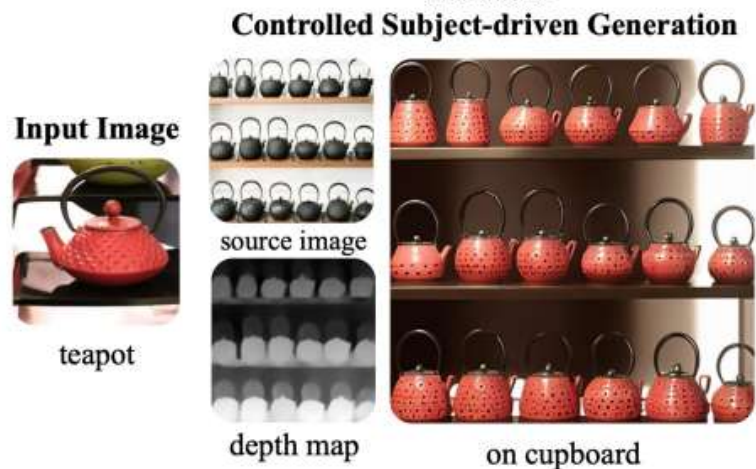 Controlled Subject-driven Generation
Input Image
teapot
source image
depth map
on cupboard